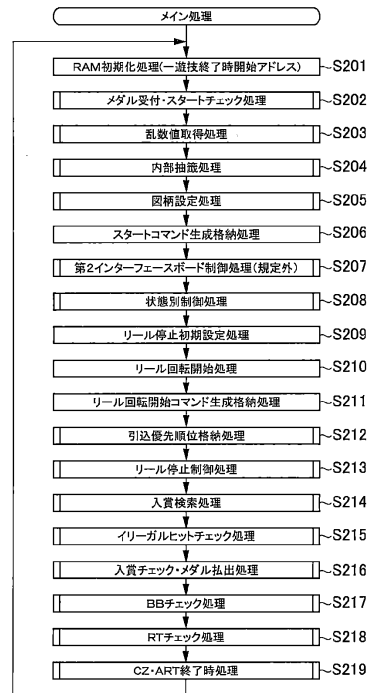 メイン処理
RAM初期化処理(一遊技終了時開始アドレス) S201
メダル受付・スタートチェック処理 S202
乱数値取得処理 S203
内部抽籤処理 S204
図柄設定処理 S205
スタートコマンド生成格納処理 S206
第2インターフェースボード制御処理(規定外) S207
状態別制御処理 S208
リール停止初期設定処理 S209
リール回転開始処理 S210
リール回転開始コマンド生成格納処理 S211
引込優先順位格納処理 S212
リール停止制御処理 S213
入賞検索処理 S214
イリーガルヒットチェック処理 S215
入賞チェック・メダル払出処理 S216
BBチェック処理 S217
RTチェック処理 S218
CZ・ART終了時処理 S219